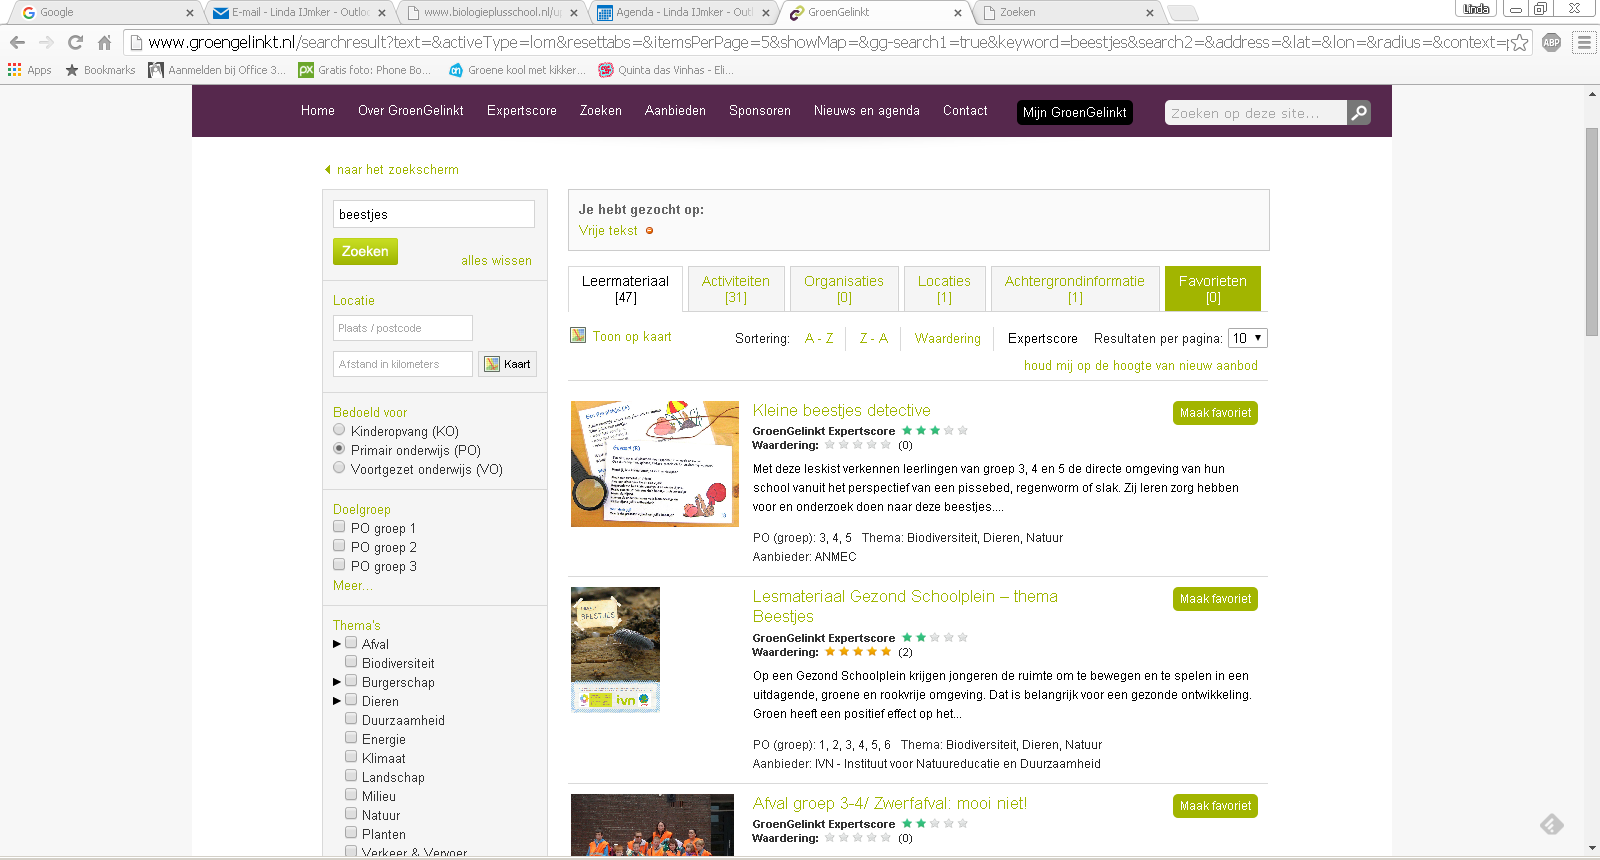 Google
E-mail - Linda IJmker - Outlo
www.biologieplusschool.nl/up
Agenda - Linda IJmker - Outl
GroenGelinkt
Zoeken
Linda
www.groengelinkt.nl/searchresult?text=&activeType=lom&resettabs=&itemsPerPage=5&showMap=&gg-search1=true&keyword=beestjes&search2=&address=&lat=&lon=&radius=&context=p
ABP
Apps
Bookmarks
Aanmelden bij Office 3...
px
Gratis foto: Phone Bo...
Groene kool met kikker...
Quinta das Vinhas - Eli...
Home
Over GroenGelinkt
Expertscore
Zoeken
Aanbieden
Sponsoren
Nieuws en agenda
Contact
Mijn GroenGelinkt
Zoeken op deze site...
naar het zoekscherm
beestjes
Zoeken
alles wissen
Locatie
Plaats / postcode
Afstand in kilometers
Kaart
Bedoeld voor
Kinderopvang (KO)
Primair onderwijs (PO)
Voortgezet onderwijs (VO)
Doelgroep
PO groep 1
PO groep 2
PO groep 3
Meer...
Thema's
Afval
Biodiversiteit
Burgerschap
Dieren
Duurzaamheid
Energie
Klimaat
Landschap
Milieu
Natuur
Planten
Verkeer & Vervoer
Je hebt gezocht op:
Vrije tekst
Leermateriaal
[47]
Activiteiten
[31]
Organisaties
[0]
Locaties
[1]
Achtergrondinformatie
[1]
Favorieten
[0]
Toon op kaart
Sortering: A - Z Z - A Waardering Expertscore Resultaten per pagina: 10
houd mij op de hoogte van nieuw aanbod
Kleine beestjes detective
Maak favoriet
GroenGelinkt Expertscore
Waardering: (0)
Met deze leskist verkennen leerlingen van groep 3, 4 en 5 de directe omgeving van hun
school vanuit het perspectief van een pissebed, regenworm of slak. Zij leren zorg hebben
voor en onderzoek doen naar deze beestjes....
PO (groep): 3, 4, 5 Thema: Biodiversiteit, Dieren, Natuur
Aanbieder: ANMEC
BEESTJES
ivn
Lesmateriaal Gezond Schoolplein – thema
Beestjes
Maak favoriet
GroenGelinkt Expertscore
Waardering: (2)
Op een Gezond Schoolplein krijgen jongeren de ruimte om te bewegen en te spelen in een
uitdagende, groene en rookvrije omgeving. Dat is belangrijk voor een gezonde ontwikkeling.
Groen heeft een positief effect op het...
PO (groep): 1, 2, 3, 4, 5, 6 Thema: Biodiversiteit, Dieren, Natuur
Aanbieder: IVN - Instituut voor Natuureducatie en Duurzaamheid
Afval groep 3-4/ Zwerfafval: mooi niet!
Maak favoriet
GroenGelinkt Expertscore
Waardering: (0)